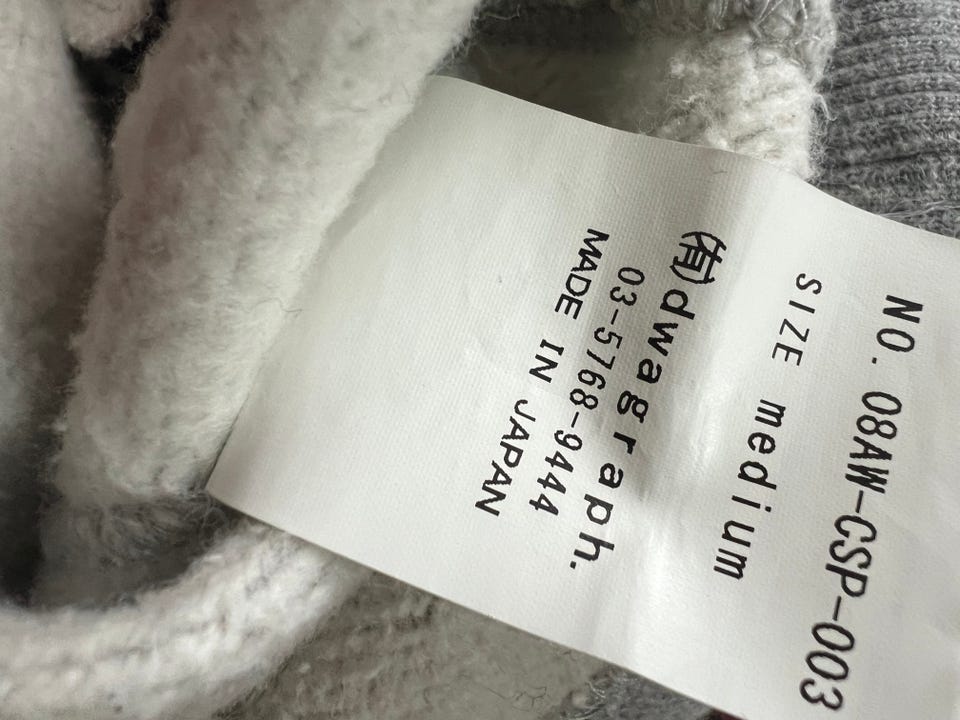 NO. 08AW-CSP-003
SIZE medium
㈲dwagraph.
03-5768-9444
MADE IN JAPAN